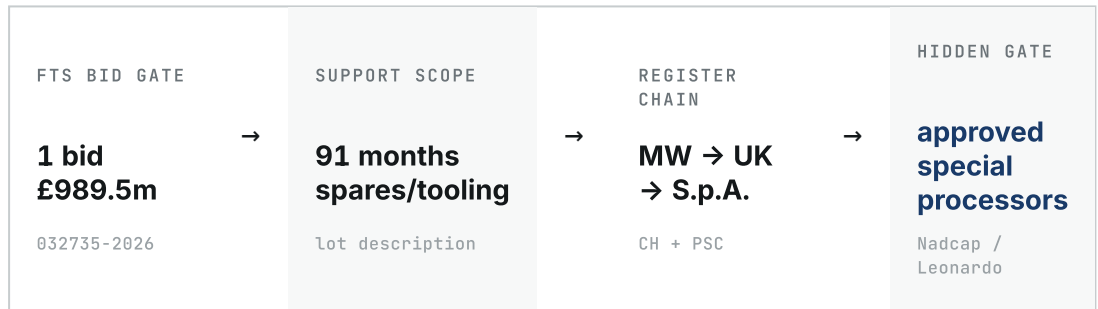 FTS BID GATE
1 bid
£989.5m
032735-2026
→
SUPPORT SCOPE
91 months
spares/tooling
lot description
→
REGISTER
CHAIN
MW → UK
→ S.p.A.
CH + PSC
→
HIDDEN GATE
approved
special
processors
Nadcap /
Leonardo